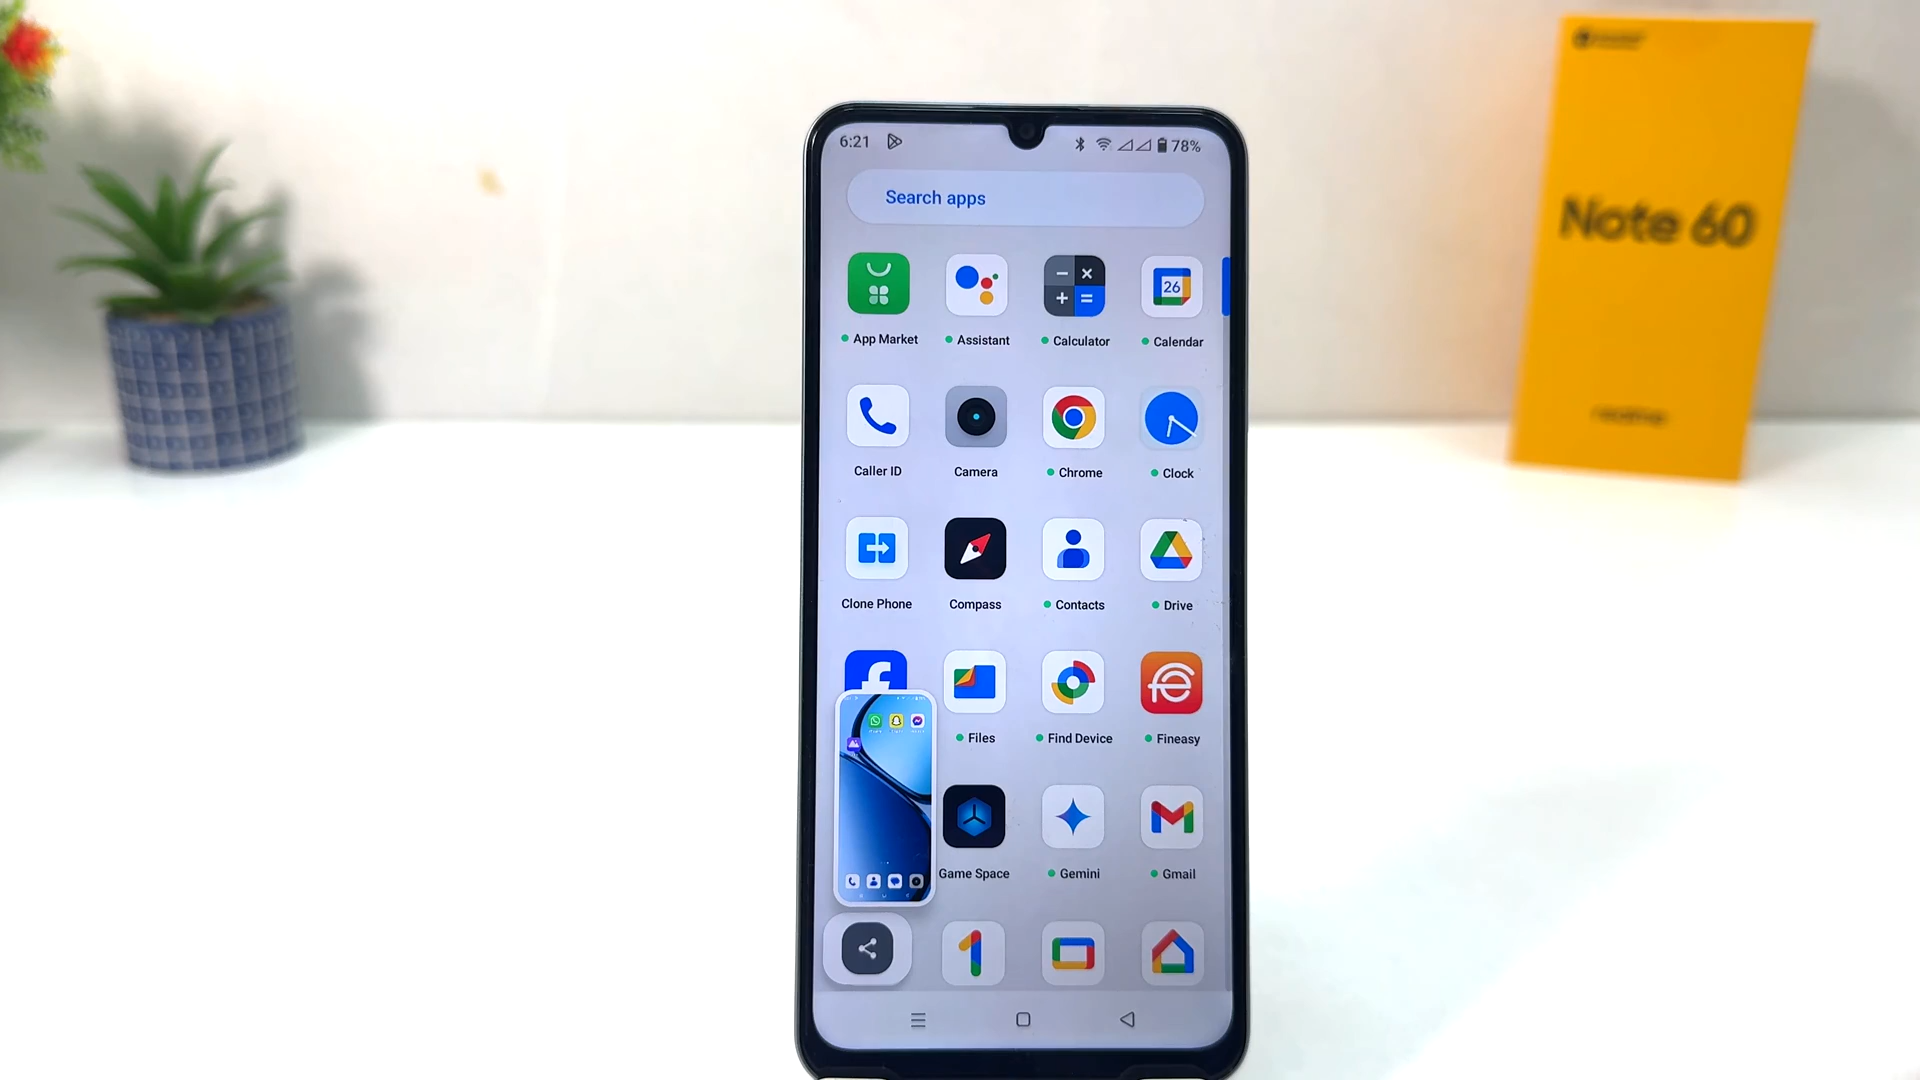 6:21
78%
Search apps
App Market
Assistant
Calculator
26
Calendar
Caller ID
Camera
Chrome
Clock
Clone Phone
Compass
Contacts
Drive
Files
Find Device
Fineasy
Game Space
Gemini
Gmail
Note 60
realme